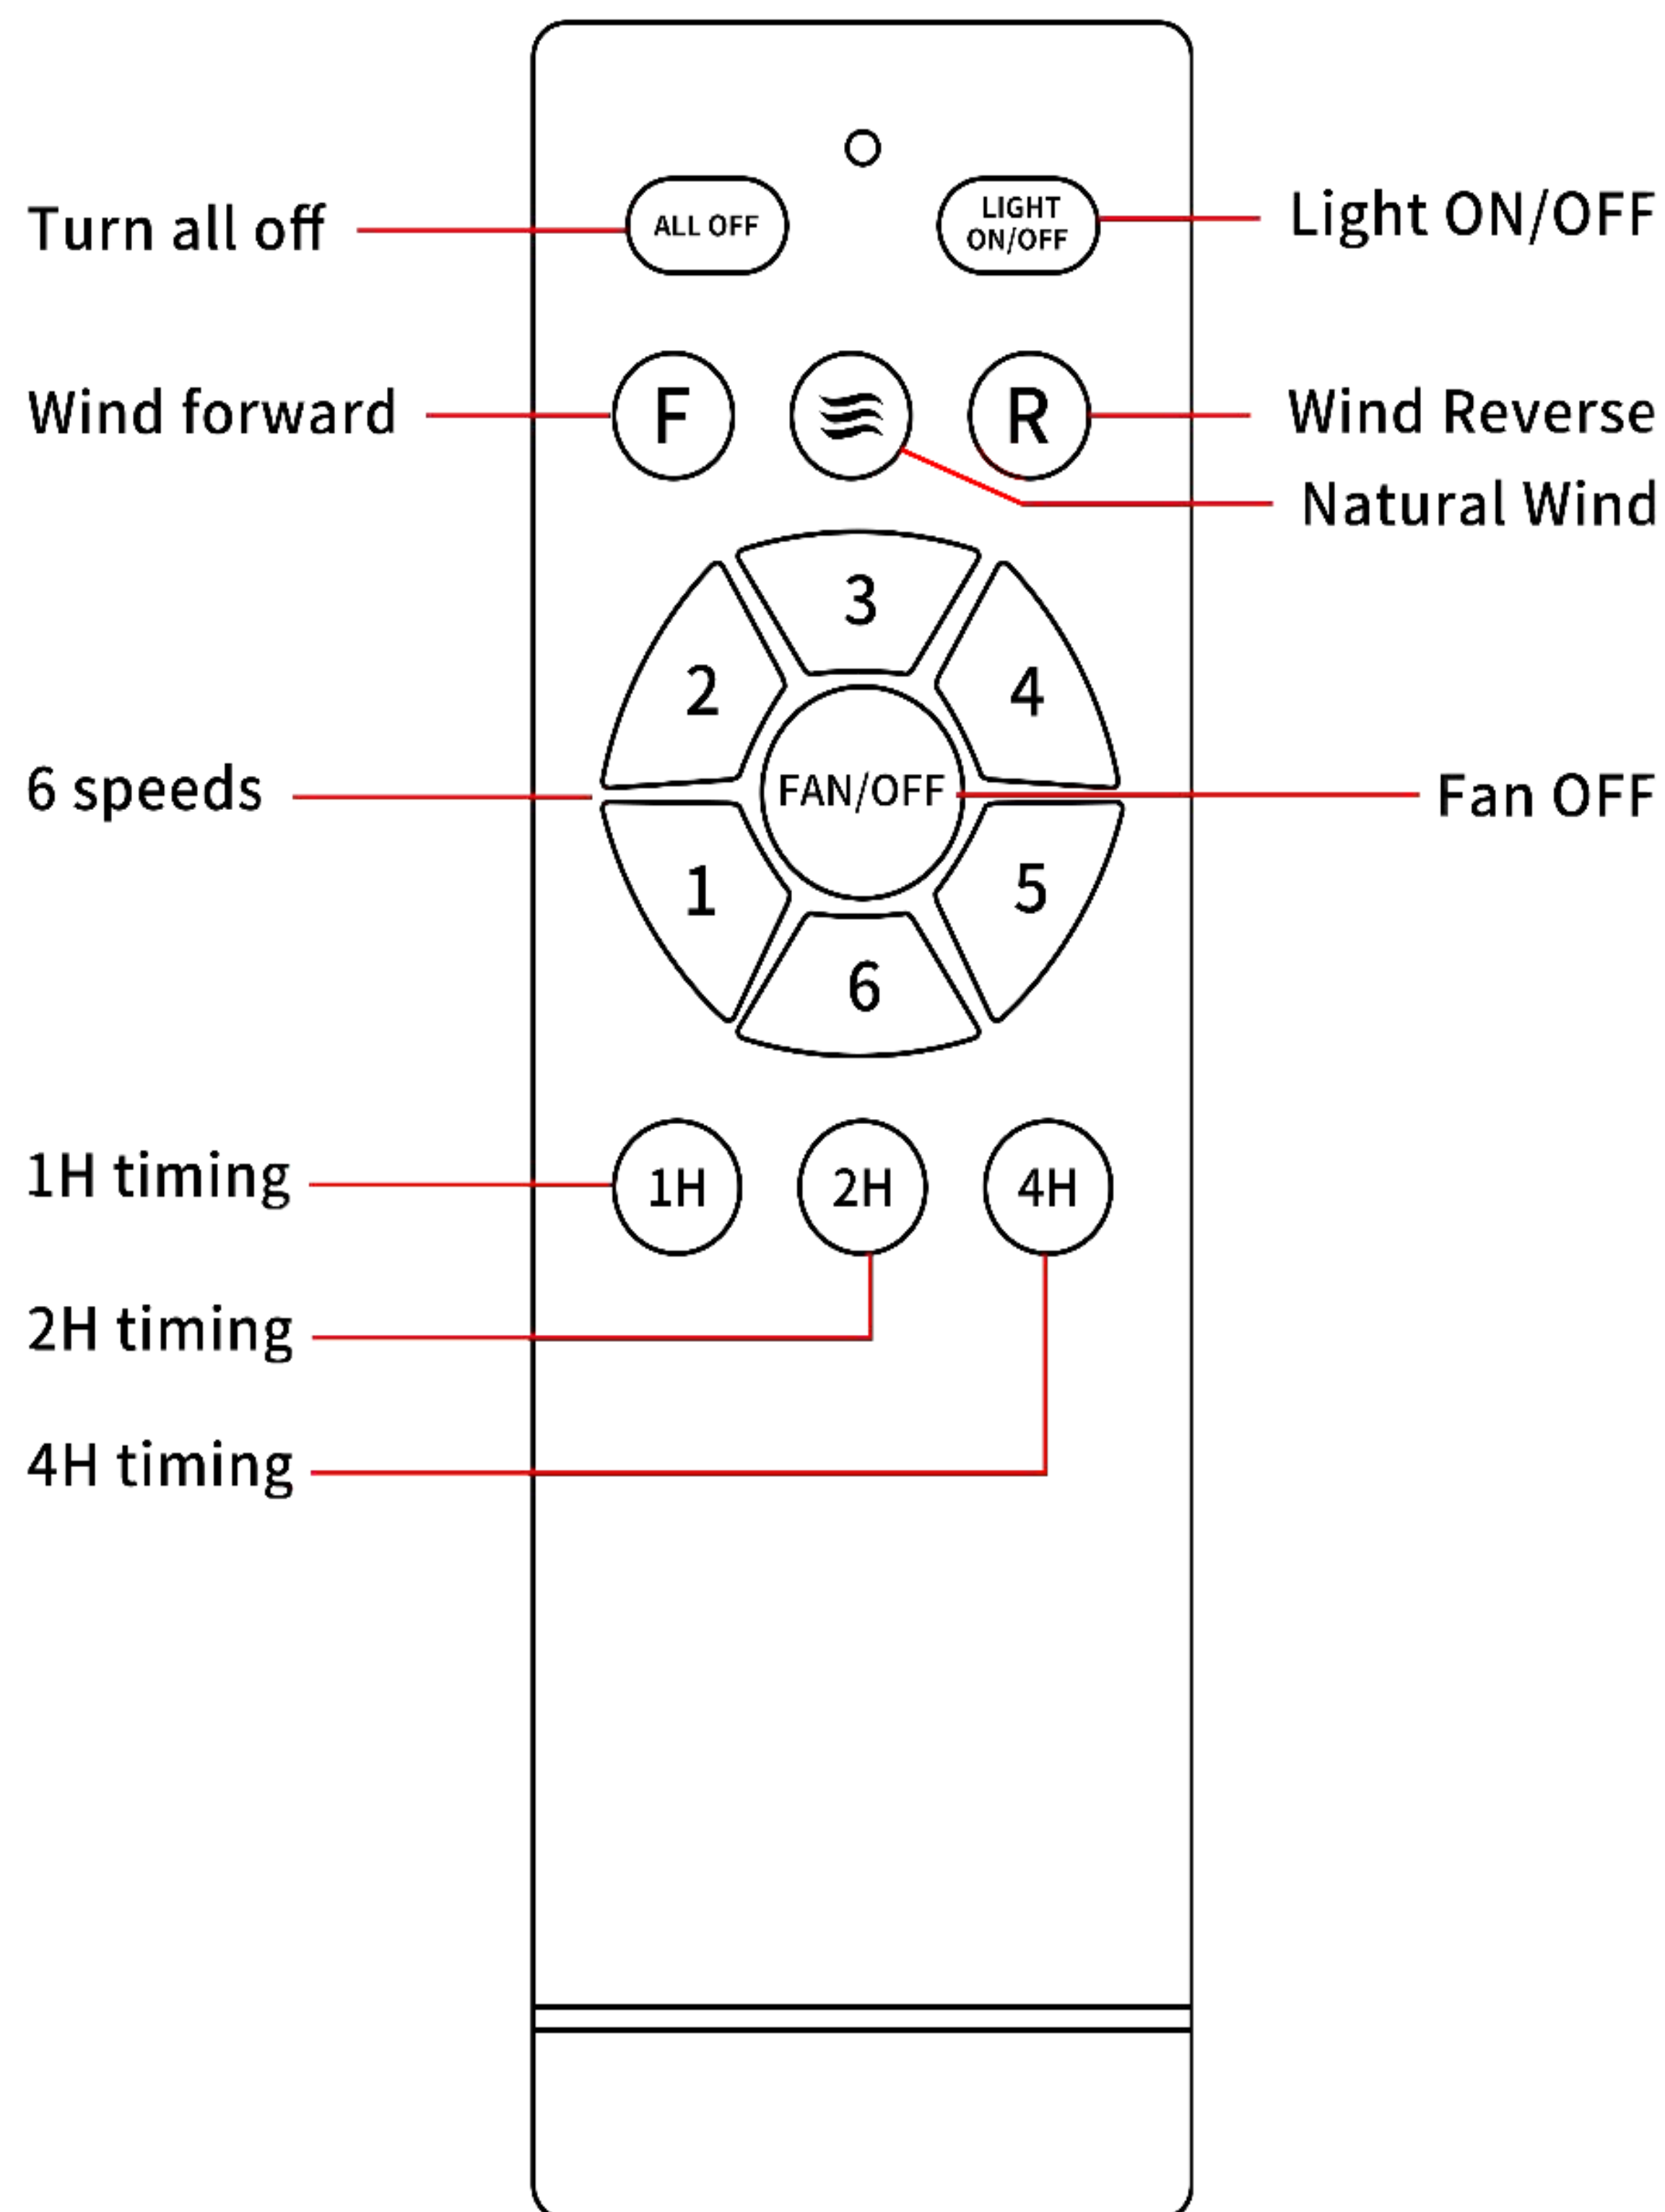 Turn all off
ALL OFF
LIGHT
ON/OFF
Light ON/OFF
Wind forward
F
R
Wind Reverse
Natural Wind
3
2
4
6 speeds
FAN/OFF
Fan OFF
1
5
6
1H timing
1H
2H
4H
2H timing
4H timing